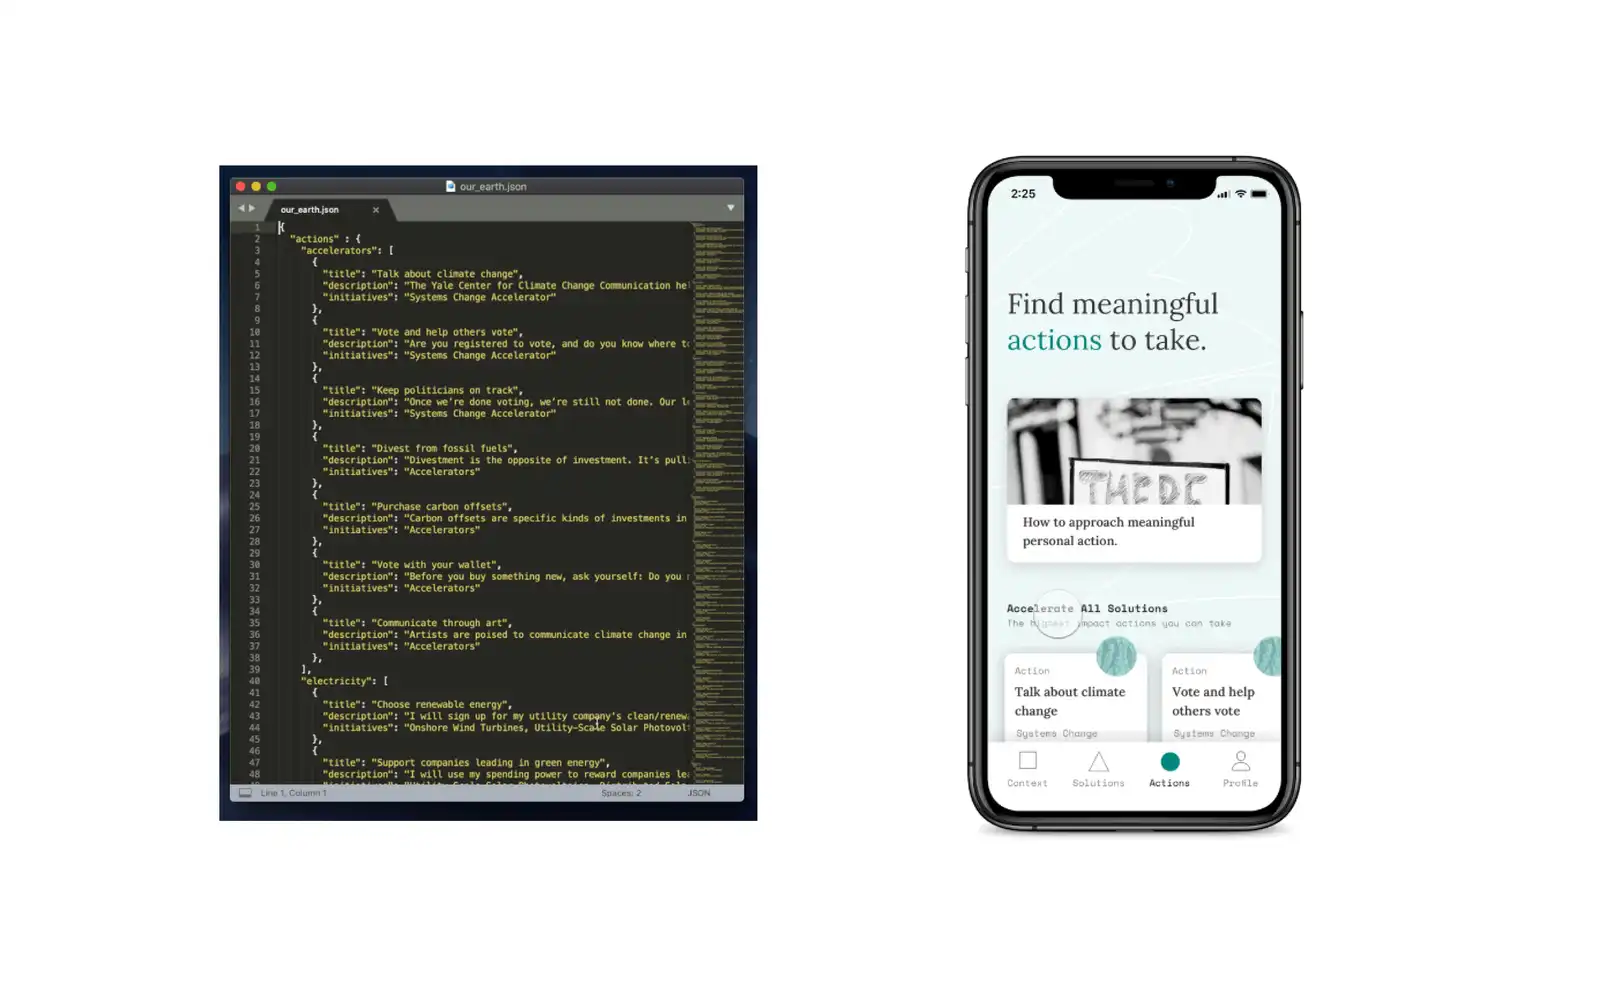 our_earth.json
our_earth.json
1 {
2 "actions" : {
3 "accelerators": [
4 {
5 "title": "Talk about climate change",
6 "description": "The Yale Center for Climate Change Communication he
7 "initiatives": "Systems Change Accelerator"
8 },
9 {
10 "title": "Vote and help others vote",
11 "description": "Are you registered to vote, and do you know where to
12 "initiatives": "Systems Change Accelerator"
13 },
14 {
15 "title": "Keep politicians on track",
16 "description": "Once we're done voting, we're still not done. Our l
17 "initiatives": "Systems Change Accelerator"
18 },
19 {
20 "title": "Divest from fossil fuels",
21 "description": "Divestment is the opposite of investment. It's pull
22 "initiatives": "Accelerators"
23 },
24 {
25 "title": "Purchase carbon offsets",
26 "description": "Carbon offsets are specific kinds of investments in
27 "initiatives": "Accelerators"
28 },
29 {
30 "title": "Vote with your wallet",
31 "description": "Before you buy something new, ask yourself: Do you
32 "initiatives": "Accelerators"
33 },
34 {
35 "title": "Communicate through art",
36 "description": "Artists are poised to communicate climate change in
37 "initiatives": "Accelerators"
38 },
39 ],
40 "electricity": [
41 {
42 "title": "Choose renewable energy",
43 "description": "I will sign up for my utility company's clean/renew
44 "initiatives": "Onshore Wind Turbines, Utility-Scale Solar Photovol
45 },
46 {
47 "title": "Support companies leading in green energy",
48 "description": "I will use my spending power to reward companies le
Line 1, Column 1 Spaces: 2 JSON
2:25
Find meaningful
actions to take.
THERE
How to approach meaningful
personal action.
Accelerate All Solutions
The highest impact actions you can take
Action Action
Talk about climate Vote and help
change others vote
Systems Change Systems Change
Context Solutions Actions Profile